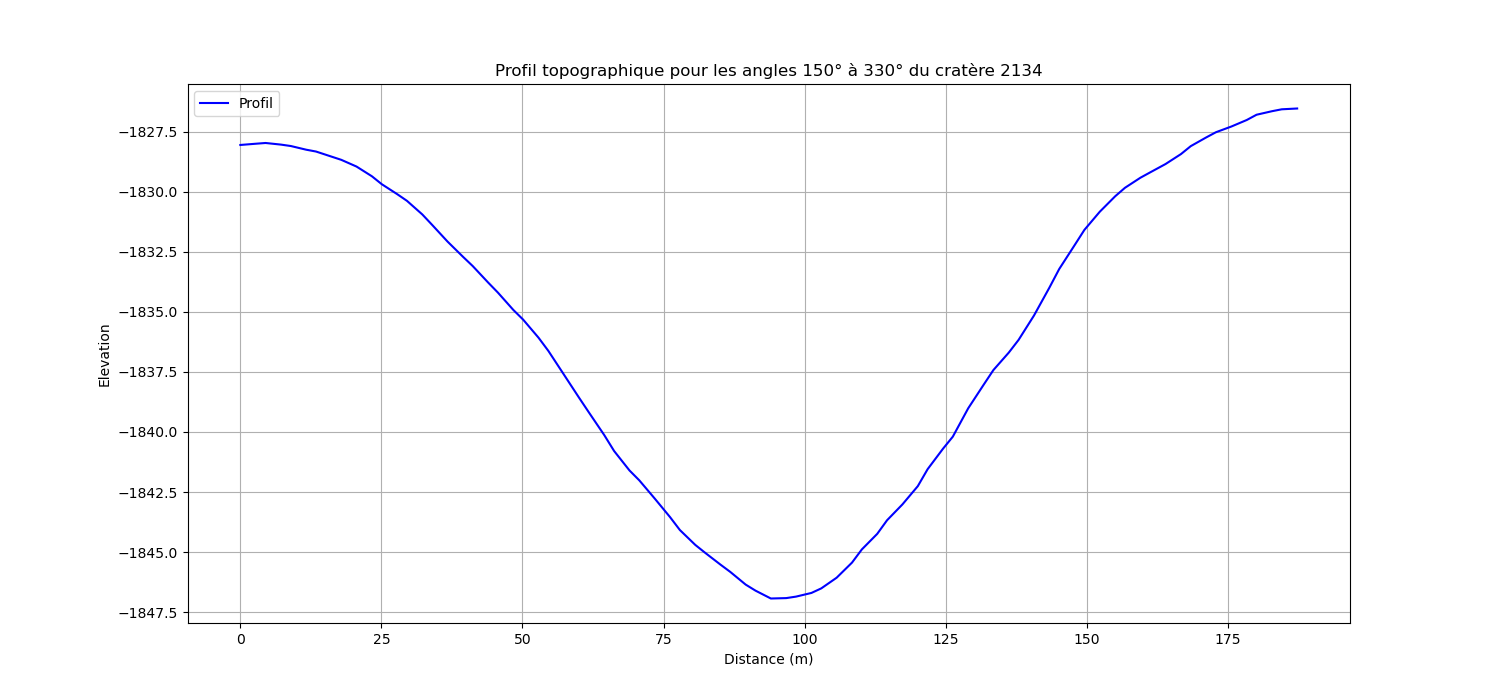 Profil topographique pour les angles 150° à 330° du cratère 2134
Profil
−1827.5
−1830.0
−1832.5
−1835.0
−1837.5
−1840.0
−1842.5
−1845.0
−1847.5
Elevation
0 25 50 75 100 125 150 175
Distance (m)